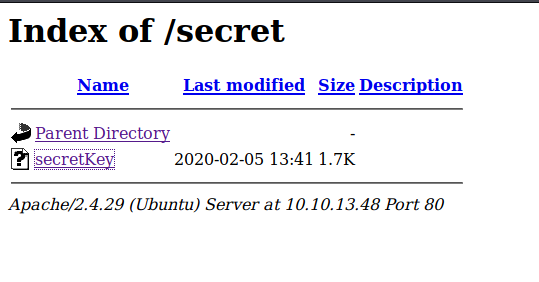 Index of /secret
Name Last modified Size Description
Parent Directory -
secretKey 2020-02-05 13:41 1.7K
Apache/2.4.29 (Ubuntu) Server at 10.10.13.48 Port 80